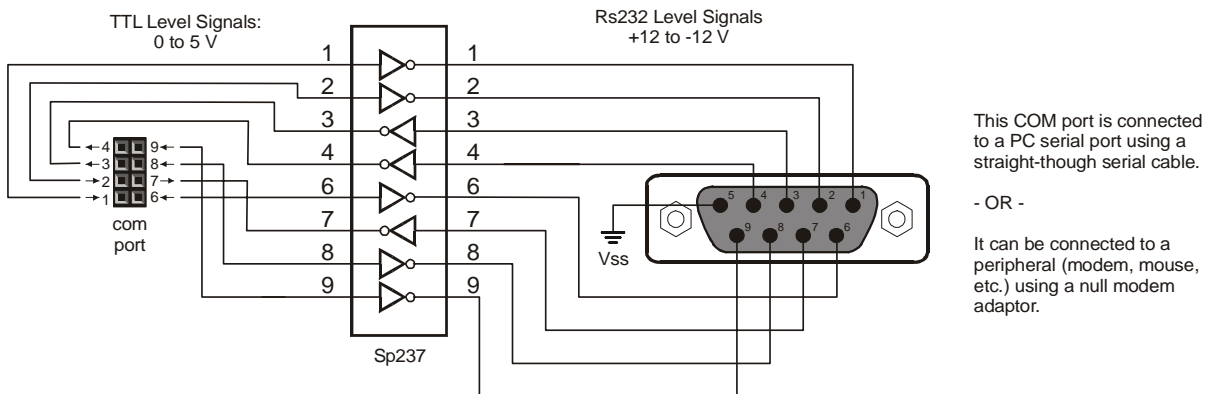 TTL Level Signals:
0 to 5 V
Rs232 Level Signals
+12 to -12 V
1 1
2 2
3 3
4 4
6 6
7 7
8 8
9 9
Sp237
4 9
3 8
2 7
1 6
com
port
5 4 3 2 1
9 8 7 6
Vss
This COM port is connected
to a PC serial port using a
straight-though serial cable.
- OR -
It can be connected to a
peripheral (modem, mouse,
etc.) using a null modem
adaptor.